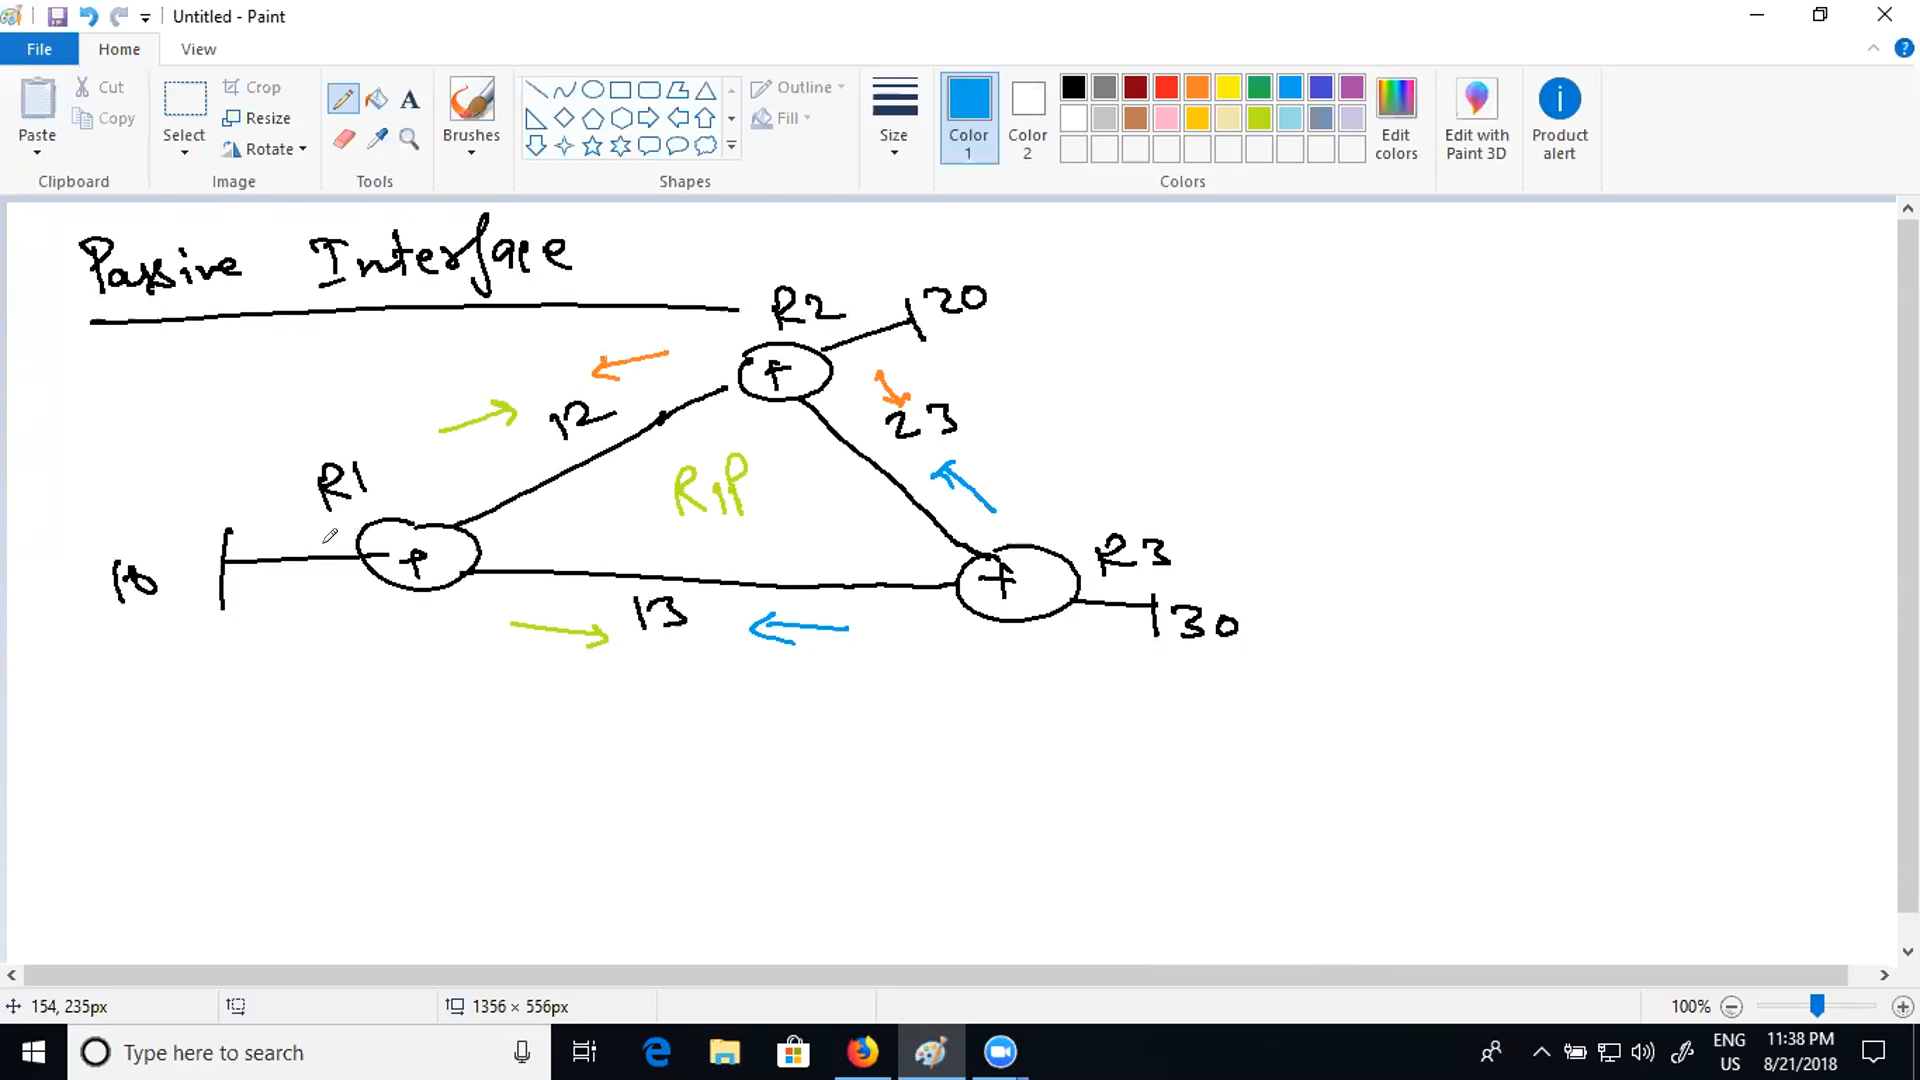 Untitled - Paint
File Home View
Paste
Cut
Copy
Clipboard
Select
Crop
Resize
Rotate
Image
Tools
Brushes
Shapes
Outline
Fill
Size
Color 1
Color 2
Edit colors
Edit with Paint 3D
Product alert
Colors
Passive Interface
R2
20
12
23
R1
RIP
10
R3
13
30
154, 235px
1356 × 556px
100%
Type here to search
ENG
US
11:38 PM
8/21/2018